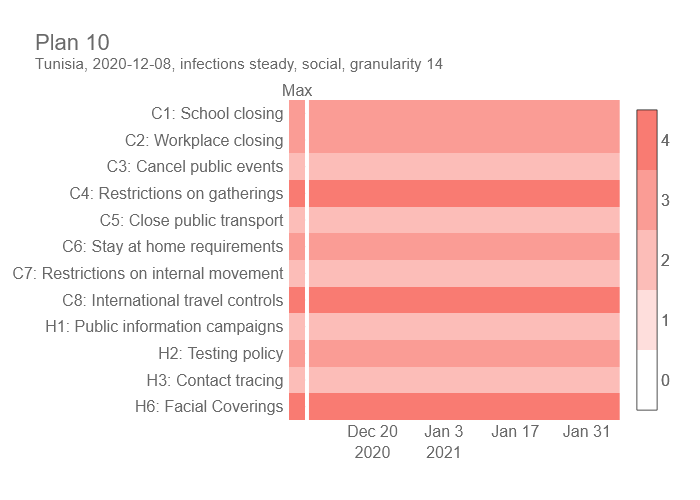 Plan 10
Tunisia, 2020-12-08, infections steady, social, granularity 14
Max
C1: School closing
C2: Workplace closing
C3: Cancel public events
C4: Restrictions on gatherings
C5: Close public transport
C6: Stay at home requirements
C7: Restrictions on internal movement
C8: International travel controls
H1: Public information campaigns
H2: Testing policy
H3: Contact tracing
H6: Facial Coverings
4
3
2
1
0
Dec 20 Jan 3 Jan 17 Jan 31
2020 2021